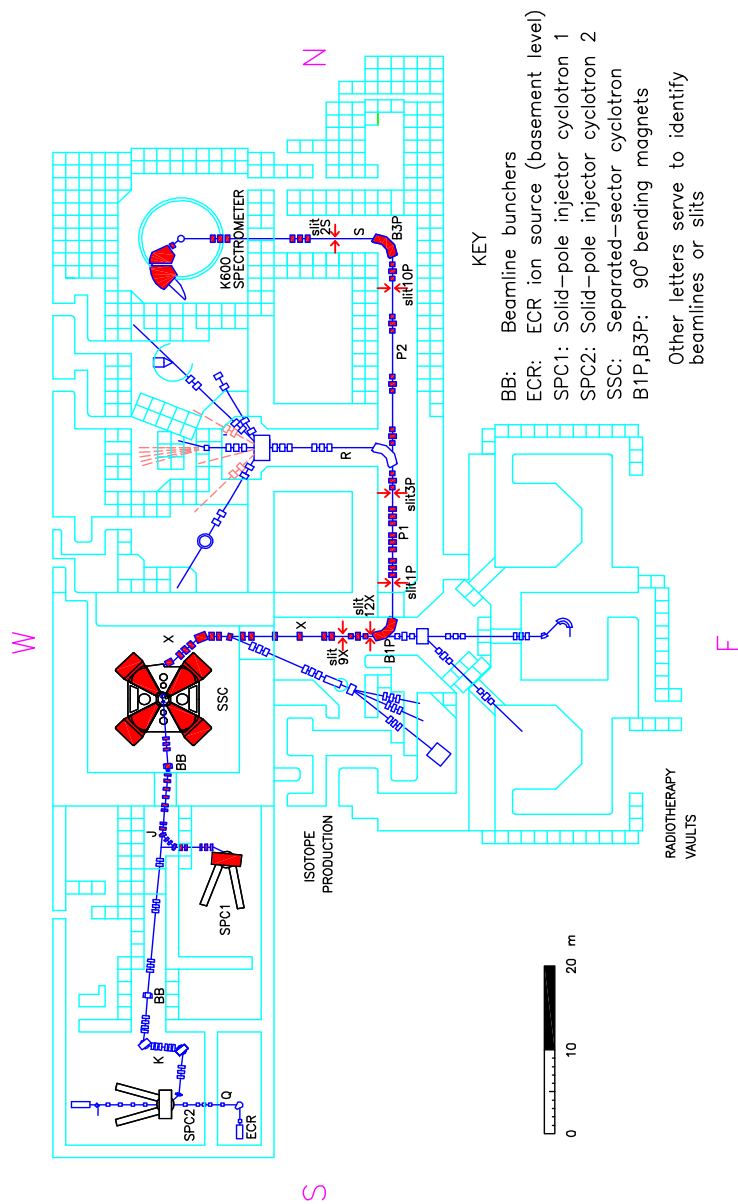 W
N
S
E
K600
SPECTROMETER
slit
2S
S
B3P
slit10P
P2
R
slit3P
P1
slit1P
slit
12X
X
X
slit
9X
B1P
SSC
BB
J
SPC1
BB
K
SPC2
Q
ECR
ISOTOPE
PRODUCTION
RADIOTHERAPY
VAULTS
0 10 20 m
KEY
BB: Beamline bunchers
ECR: ECR ion source (basement level)
SPC1: Solid-pole injector cyclotron 1
SPC2: Solid-pole injector cyclotron 2
SSC: Separated-sector cyclotron
B1P,B3P: 90° bending magnets
Other letters serve to identify
beamlines or slits